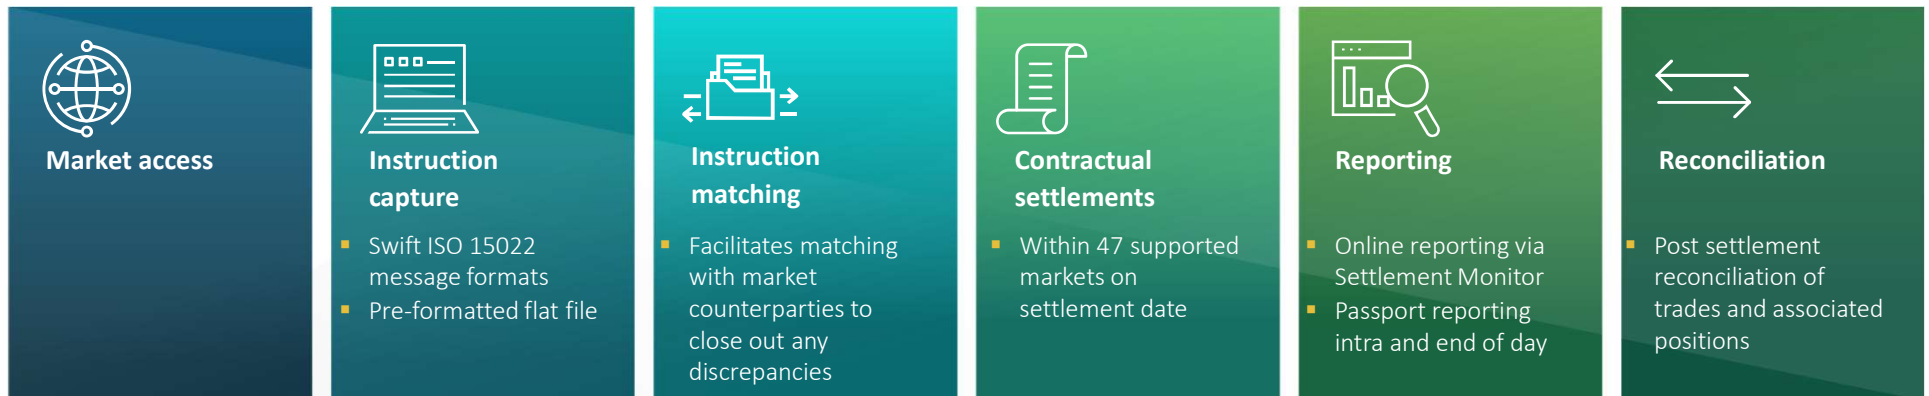 Market access
Instruction
capture
Swift ISO 15022
message formats
Pre-formatted flat file
Instruction
matching
Facilitates matching
with market
counterparties to
close out any
discrepancies
Contractual
settlements
Within 47 supported
markets on
settlement date
Reporting
Online reporting via
Settlement Monitor
Passport reporting
intra and end of day
Reconciliation
Post settlement
reconciliation of
trades and associated
positions